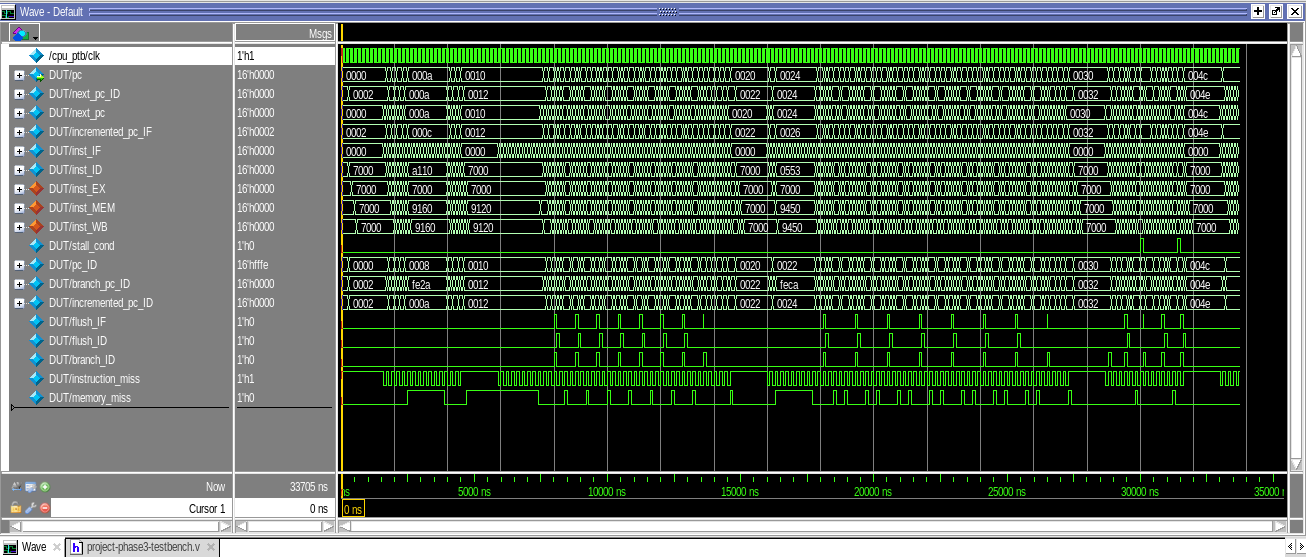 Wave - Default
Msgs
/cpu_ptb/clk 1'h1
DUT/pc 16'h0000 0000 000a 0010 0020 0024 0030 004c
DUT/next_pc_ID 16'h0000 0002 000a 0012 0022 0024 0032 004e
DUT/next_pc 16'h0000 0000 000a 0010 0020 0024 0030 004c
DUT/incremented_pc_IF 16'h0002 0002 000c 0012 0022 0026 0032 004e
DUT/inst_IF 16'h0000 0000 0000 0000 0000 0000
DUT/inst_ID 16'h0000 7000 a110 7000 7000 0553 7000 7000
DUT/inst_EX 16'h0000 7000 7000 7000 7000 7000 7000 7000
DUT/inst_MEM 16'h0000 7000 9160 9120 7000 9450 7000 7000
DUT/inst_WB 16'h0000 7000 9160 9120 7000 9450 7000 7000
DUT/stall_cond 1'h0
DUT/pc_ID 16'hfffe 0000 0008 0010 0020 0022 0030 004c
DUT/branch_pc_ID 16'h0000 0002 fe2a 0012 0022 feca 0032 004e
DUT/incremented_pc_ID 16'h0000 0002 000a 0012 0022 0024 0032 004e
DUT/flush_IF 1'h0
DUT/flush_ID 1'h0
DUT/branch_ID 1'h0
DUT/instruction_miss 1'h1
DUT/memory_miss 1'h0
Now 33705 ns ns 5000 ns 10000 ns 15000 ns 20000 ns 25000 ns 30000 ns 35000
Cursor 1 0 ns 0 ns
Wave h project-phase3-testbench.v